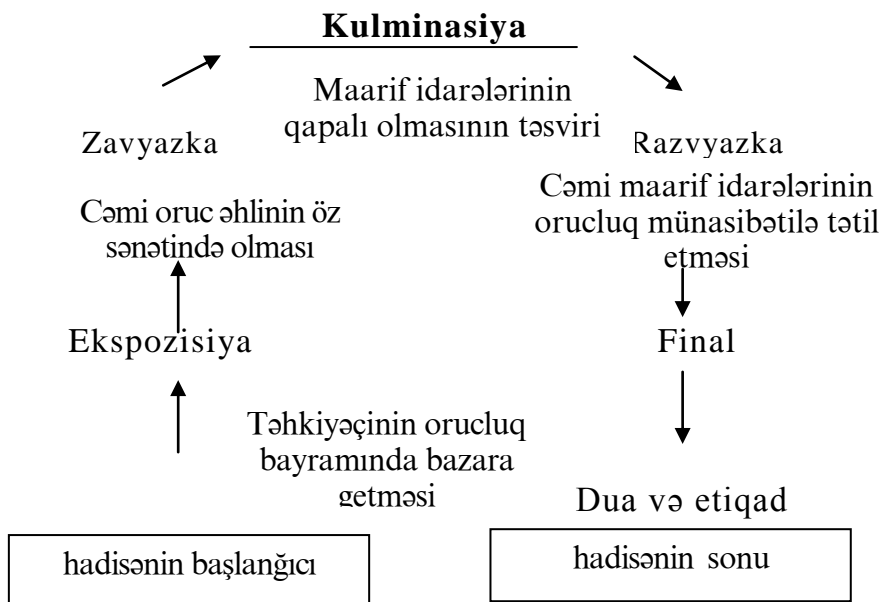 Kulminasiya
Maarif idarələrinin
qapalı olmasının təsviri
Zavyazka
Razvyazka
Cəmi oruc əhlinin öz
sənətində olması
Cəmi maarif idarələrinin
orucluq münasibətilə tətil
etməsi
Ekspozisiya
Final
Təhkiyəçinin orucluq
bayramında bazara
getməsi
Dua və etiqad
hadisənin başlanğıcı
hadisənin sonu